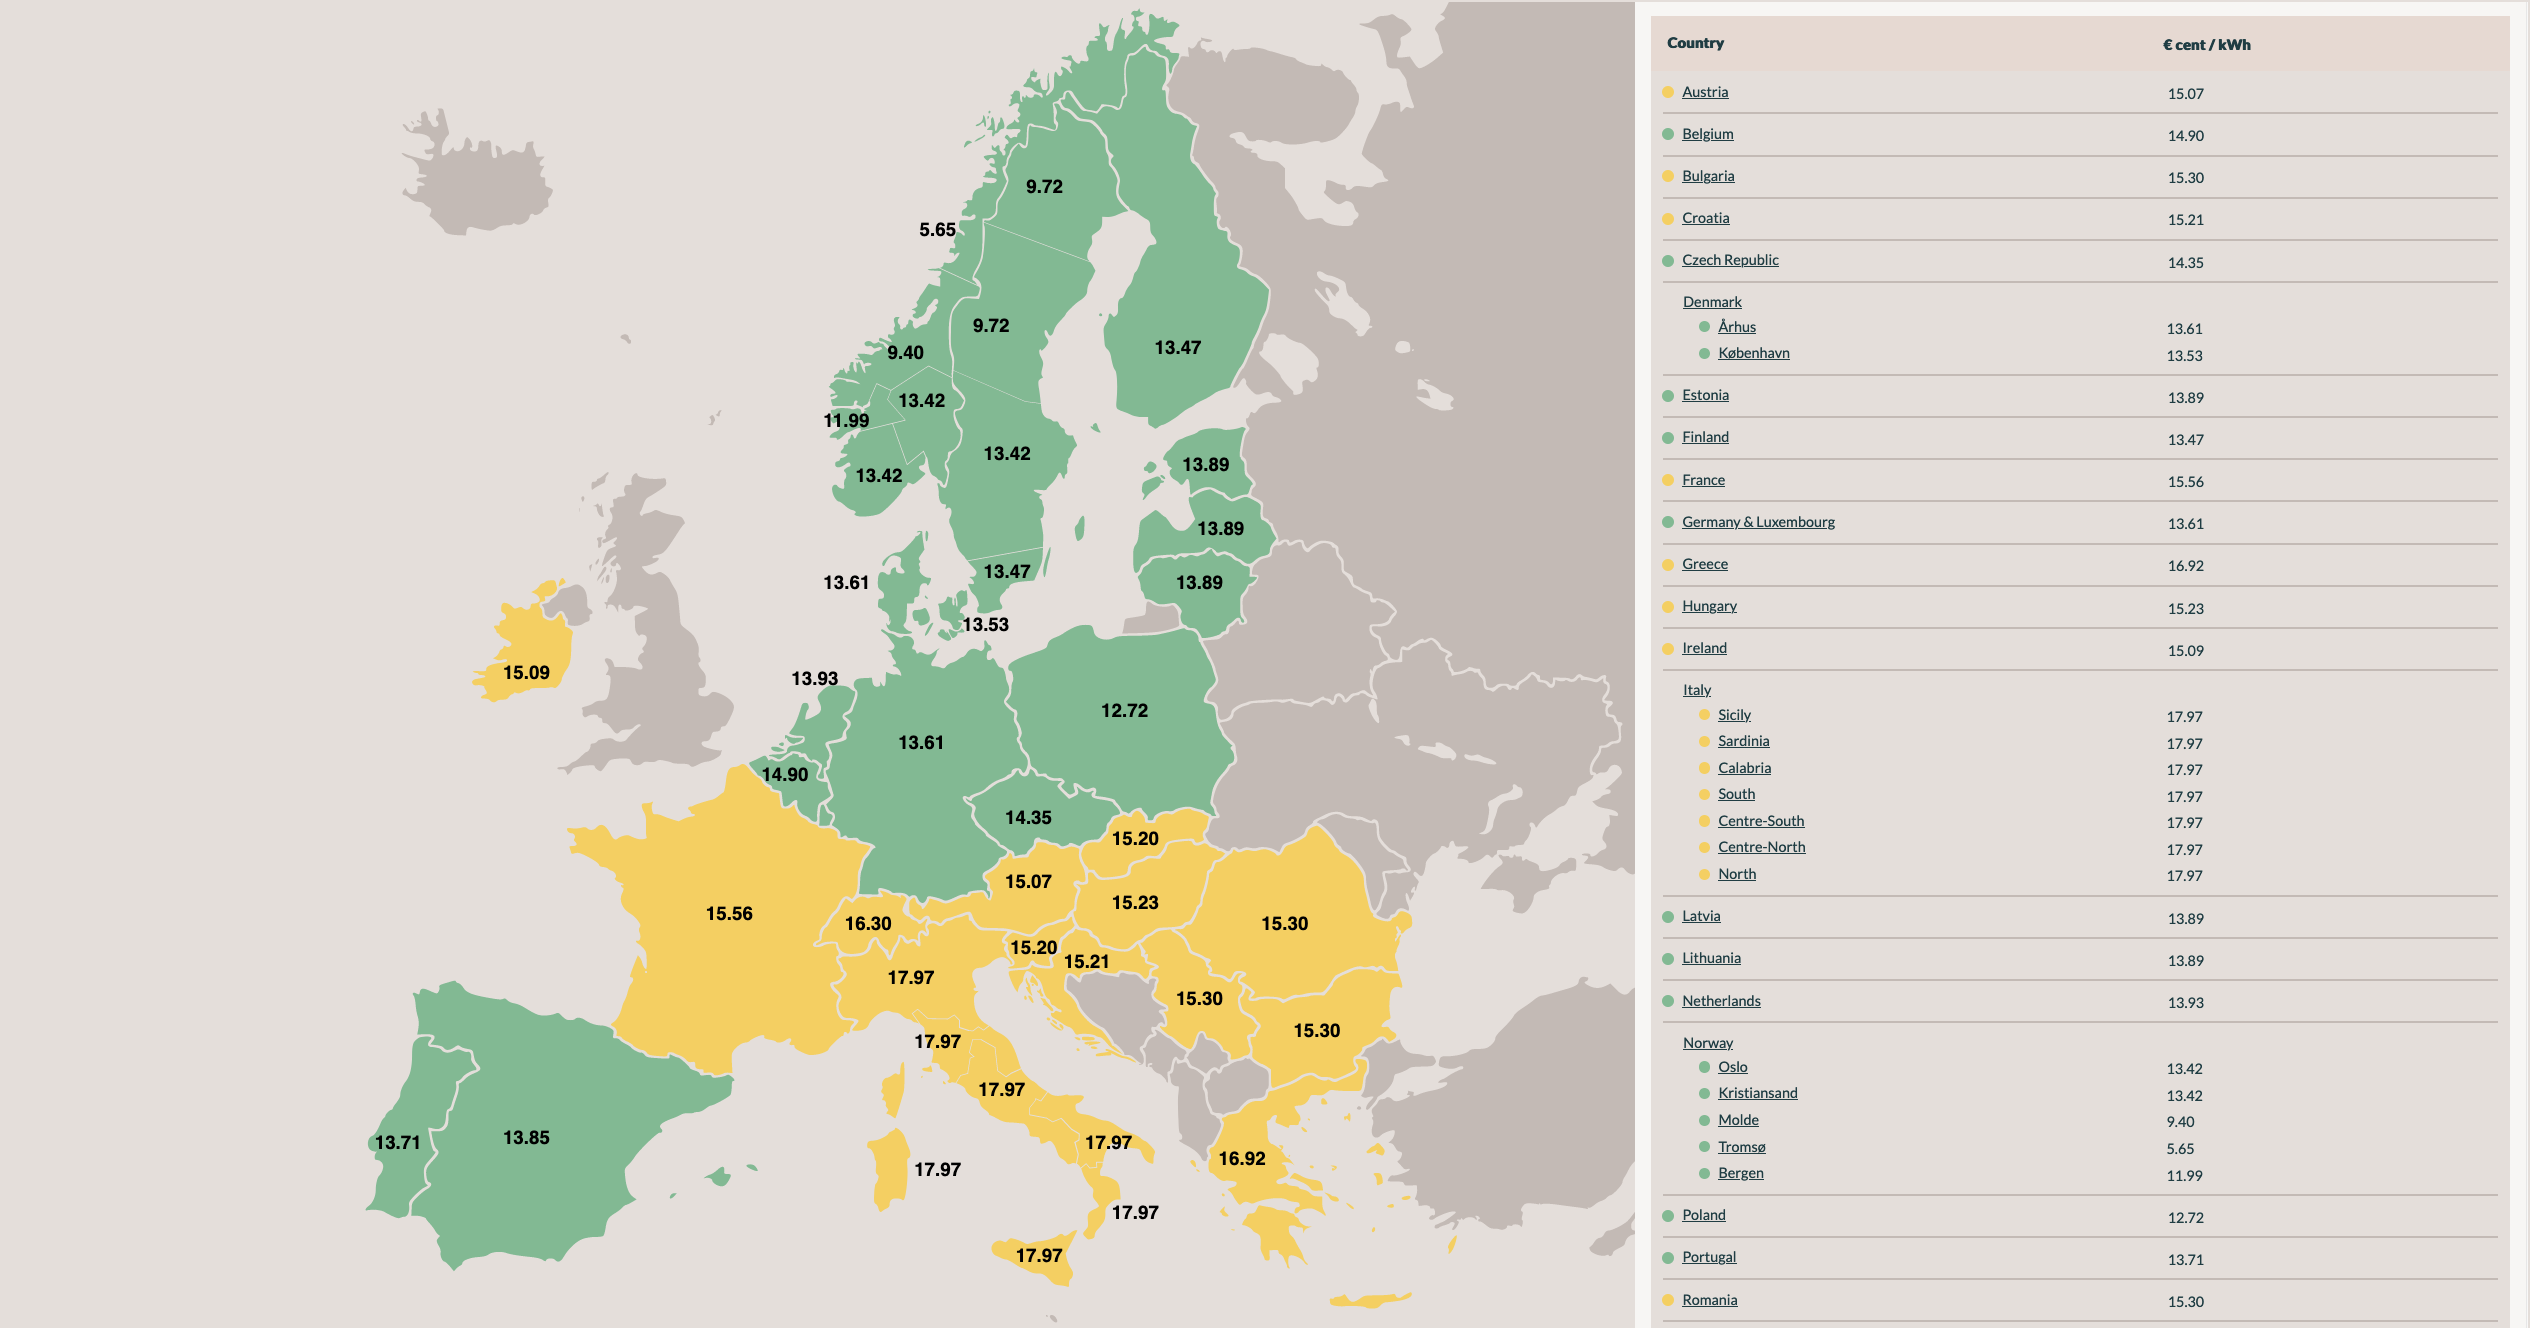 9.72
5.65
9.72
13.47
9.40
13.42
11.99
13.42
13.42
13.89
13.89
13.47
13.61
13.89
13.53
15.09
13.93
12.72
13.61
14.90
14.35
15.20
15.07
15.23
15.56
16.30
15.30
15.20
15.21
17.97
15.30
15.30
17.97
17.97
13.71
13.85
17.97
16.92
17.97
17.97
17.97
Country € cent / kWh
Austria 15.07
Belgium 14.90
Bulgaria 15.30
Croatia 15.21
Czech Republic 14.35
Denmark
Århus 13.61
København 13.53
Estonia 13.89
Finland 13.47
France 15.56
Germany & Luxembourg 13.61
Greece 16.92
Hungary 15.23
Ireland 15.09
Italy
Sicily 17.97
Sardinia 17.97
Calabria 17.97
South 17.97
Centre-South 17.97
Centre-North 17.97
North 17.97
Latvia 13.89
Lithuania 13.89
Netherlands 13.93
Norway
Oslo 13.42
Kristiansand 13.42
Molde 9.40
Tromsø 5.65
Bergen 11.99
Poland 12.72
Portugal 13.71
Romania 15.30